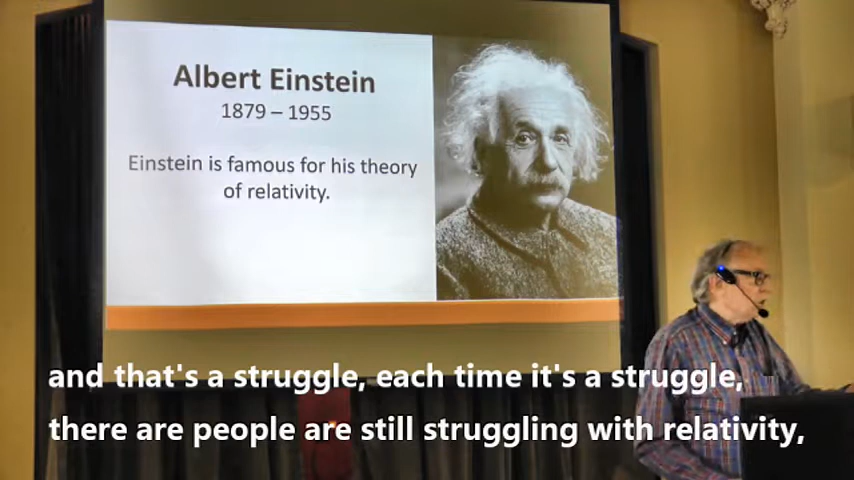 Albert Einstein
1879 – 1955
Einstein is famous for his theory
of relativity.
and that's a struggle, each time it's a struggle,
there are people are still struggling with relativity,